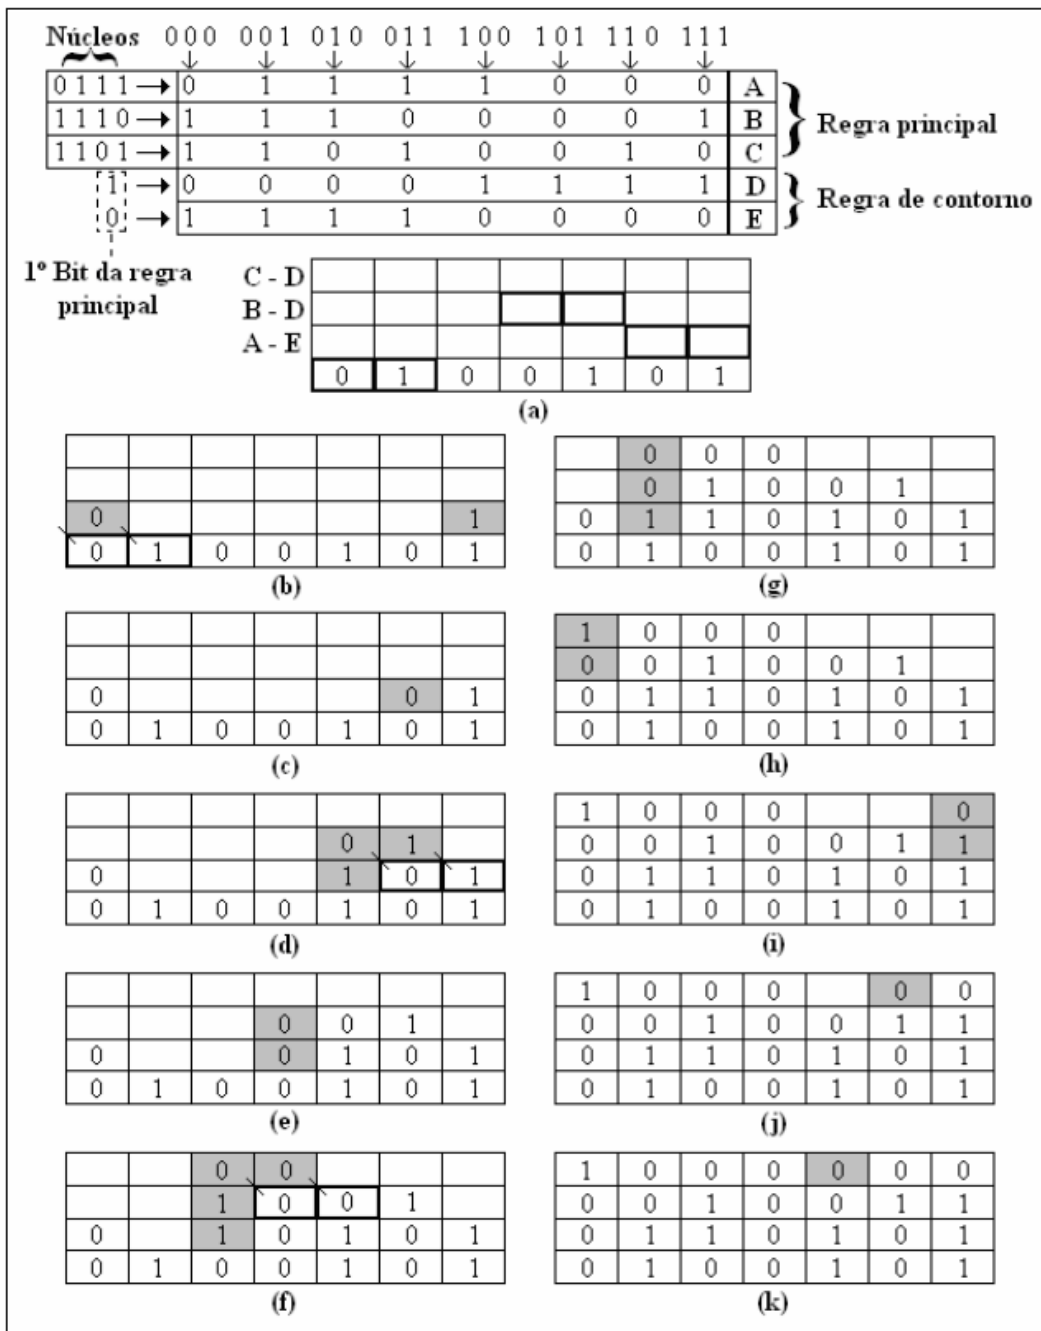 Núcleos 000 001 010 011 100 101 110 111
0111 → 0 1 1 1 1 0 0 0 A
1110 → 1 1 1 0 0 0 0 1 B
Regra principal
1101 → 1 1 0 1 0 0 1 0 C
1 → 0 0 0 0 1 1 1 1 D
Regra de contorno
0 → 1 1 1 1 0 0 0 0 E
1º Bit da regra
principal
C - D
B - D
A - E
0 1 0 0 1 0 1
(a)
0 1
0 1 0 0 1 0 1
(b)
0 0 1
0 1 0 0 1 0 1
(c)
0 1
0 1 0 1
0 1 0 0 1 0 1
(d)
0 0 1
0 0 1 0 1
0 1 0 0 1 0 1
(e)
0 0
1 0 0 1
0 1 0 1 0 1
0 1 0 0 1 0 1
(f)
0 0 0
0 1 0 0 1
0 1 1 0 1 0 1
0 1 0 0 1 0 1
(g)
1 0 0 0
0 0 1 0 0 1
0 1 1 0 1 0 1
0 1 0 0 1 0 1
(h)
1 0 0 0 0
0 0 1 0 0 1 1
0 1 1 0 1 0 1
0 1 0 0 1 0 1
(i)
1 0 0 0 0 0
0 0 1 0 0 1 1
0 1 1 0 1 0 1
0 1 0 0 1 0 1
(j)
1 0 0 0 0 0 0
0 0 1 0 0 1 1
0 1 1 0 1 0 1
0 1 0 0 1 0 1
(k)